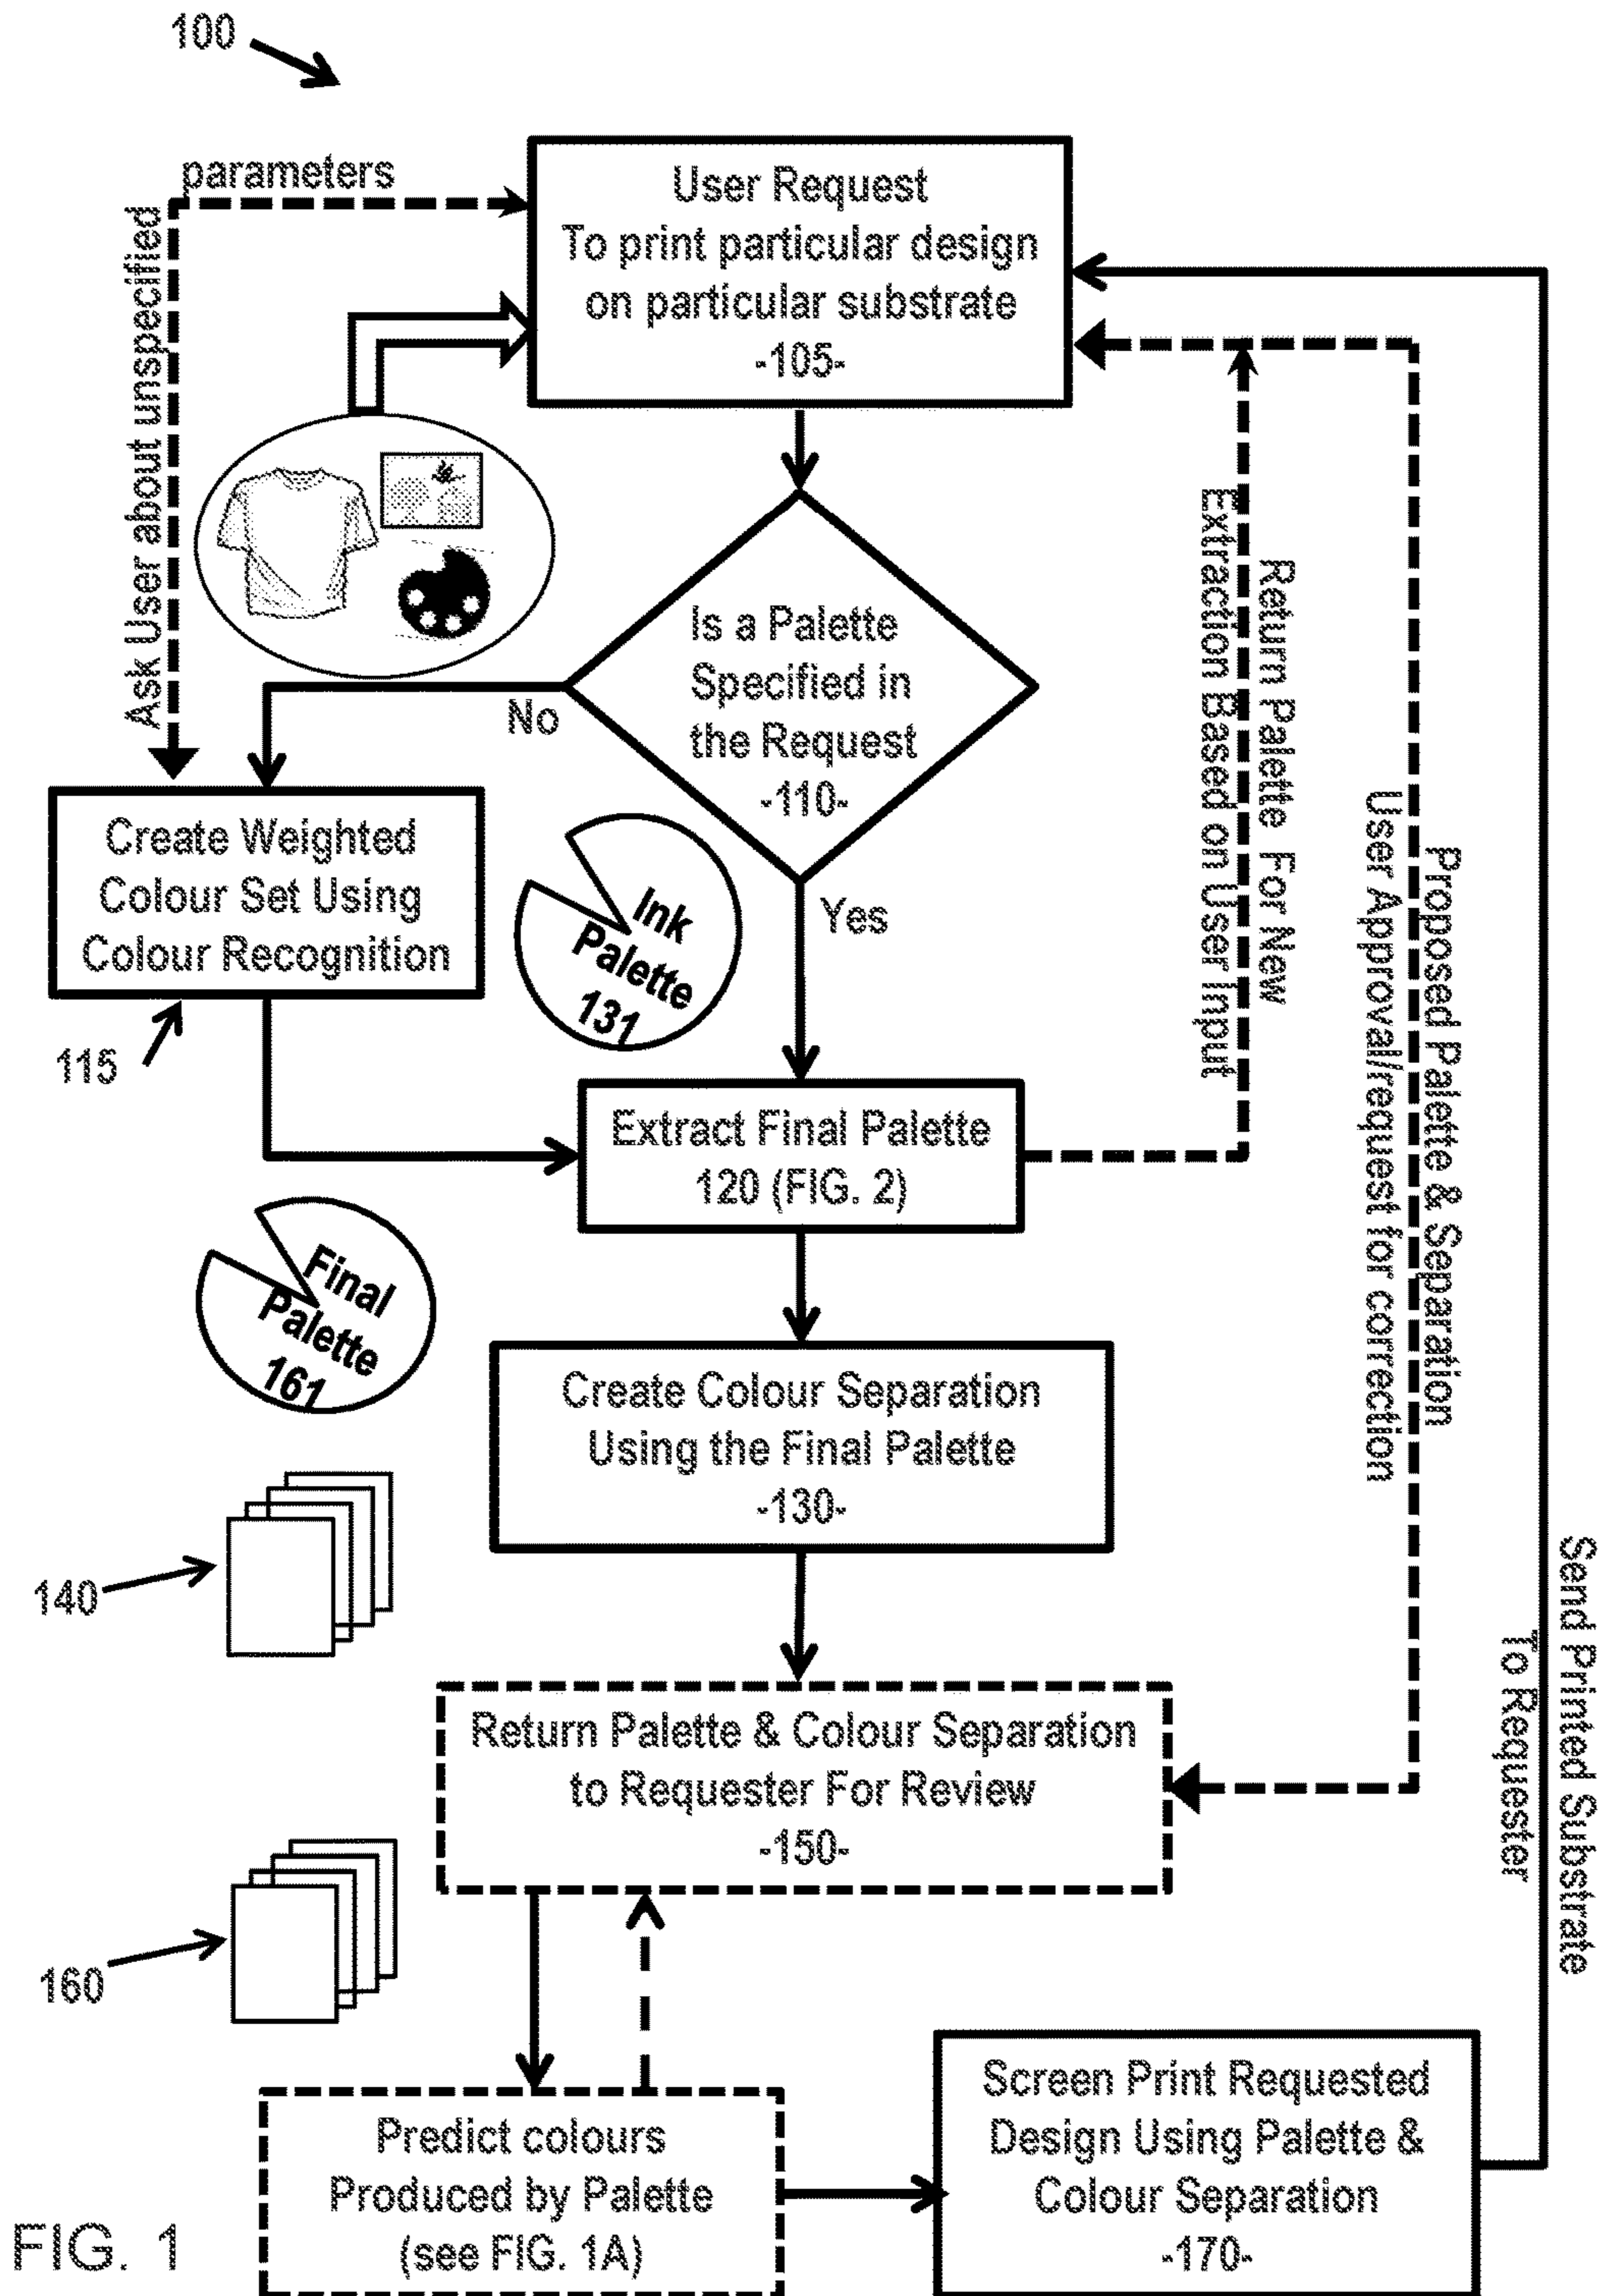 100
parameters
Ask User about unspecified
User Request
To print particular design
on particular substrate
-105-
Is a Palette
Specified in
the Request
-110-
No
Yes
Create Weighted
Colour Set Using
Colour Recognition
115
Ink
Palette
131
Return Palette For New
Extraction Based on User Input
Proposed Palette & Separation
User Approval/request for correction
Extract Final Palette
120 (FIG. 2)
Final
Palette
161
Create Colour Separation
Using the Final Palette
-130-
140
Send Printed Substrate
To Requester
Return Palette & Colour Separation
to Requester For Review
-150-
160
Predict colours
Produced by Palette
(see FIG. 1A)
Screen Print Requested
Design Using Palette &
Colour Separation
-170-
FIG. 1